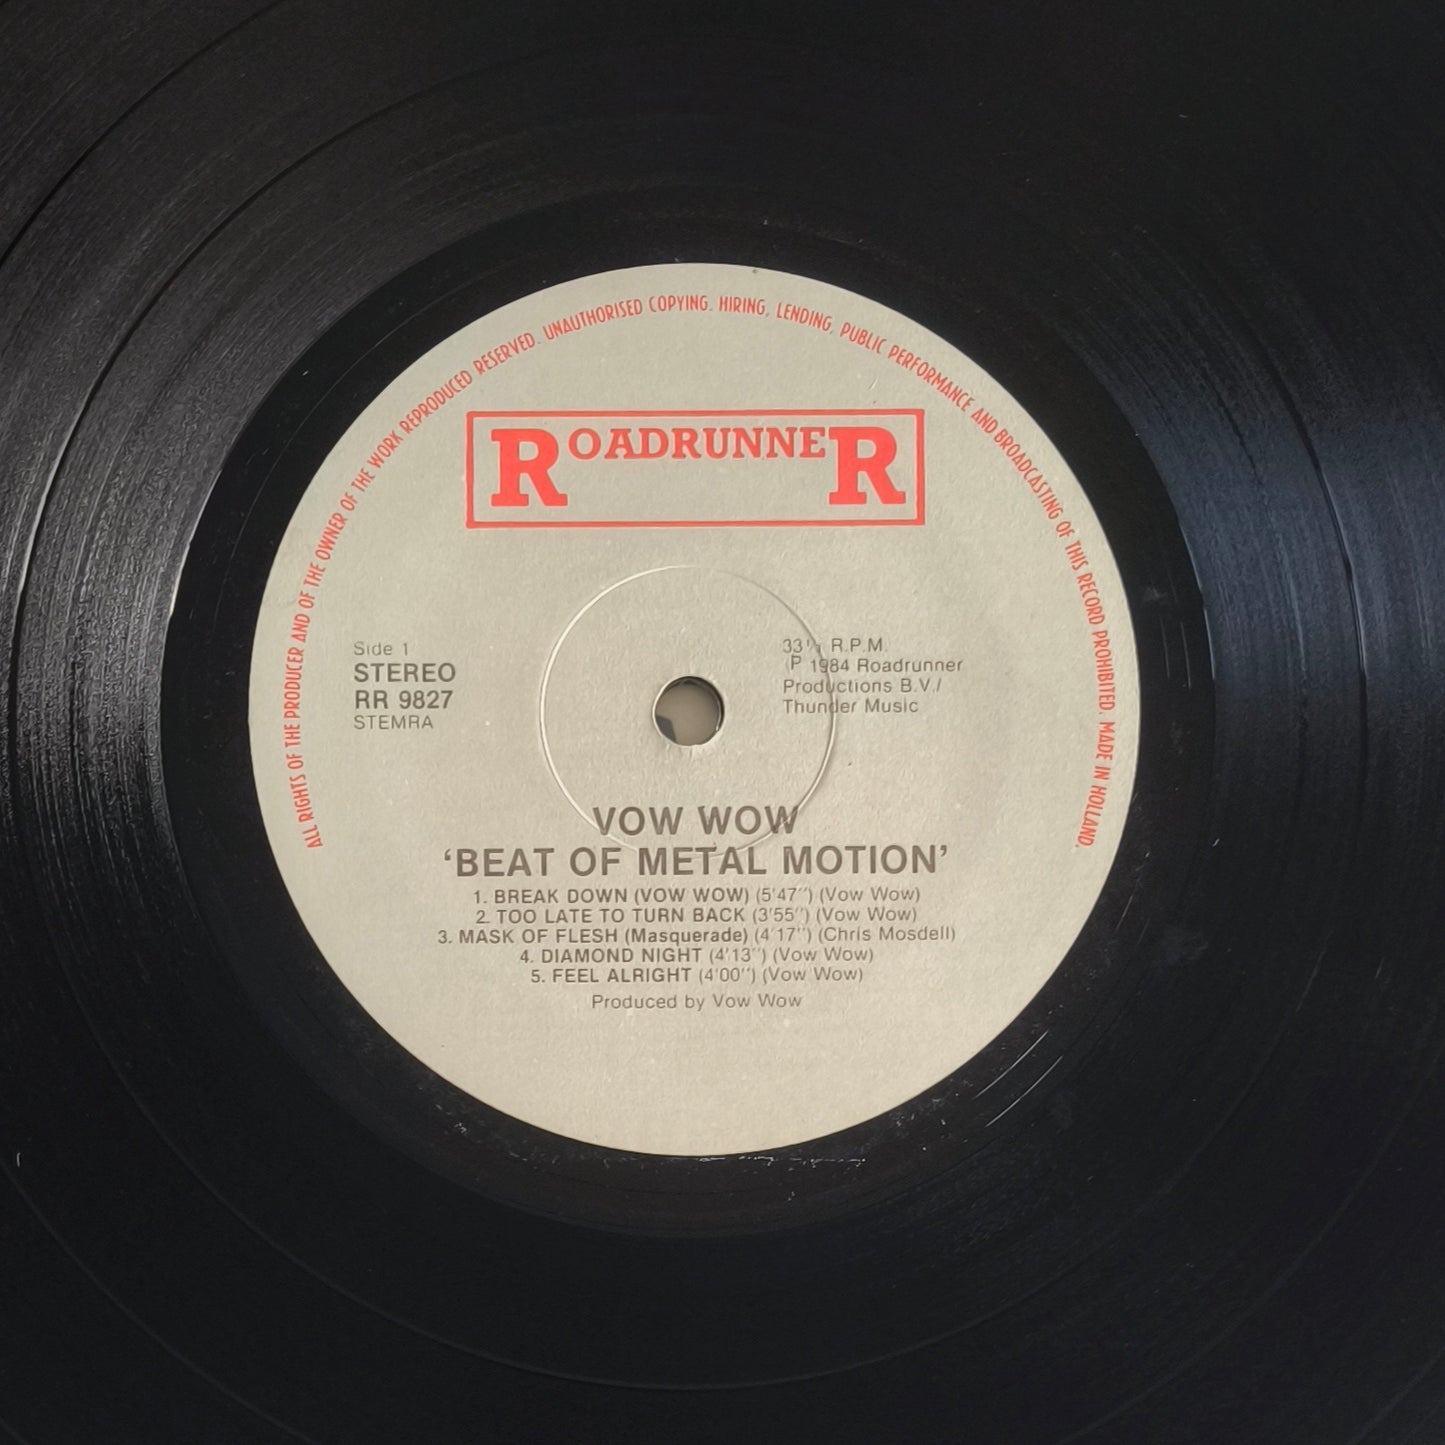 ALL RIGHTS OF THE PRODUCER AND OF THE OWNER OF THE WORK REPRODUCED RESERVED. UNAUTHORISED COPYING. HIRING, LENDING, PUBLIC PERFORMANCE AND BROADCASTING OF THIS RECORD PROHIBITED. MADE IN HOLLAND.
ROADRUNNER
Side 1
STEREO
RR 9827
STEMRA
33⅓ R.P.M.
P 1984 Roadrunner
Productions B.V./
Thunder Music
VOW WOW
‘BEAT OF METAL MOTION’
1. BREAK DOWN (VOW WOW) (5'47'') (Vow Wow)
2. TOO LATE TO TURN BACK (3'55'') (Vow Wow)
3. MASK OF FLESH (Masquerade) (4'17'') (Chris Mosdell)
4. DIAMOND NIGHT (4'13'') (Vow Wow)
5. FEEL ALRIGHT (4'00'') (Vow Wow)
Produced by Vow Wow